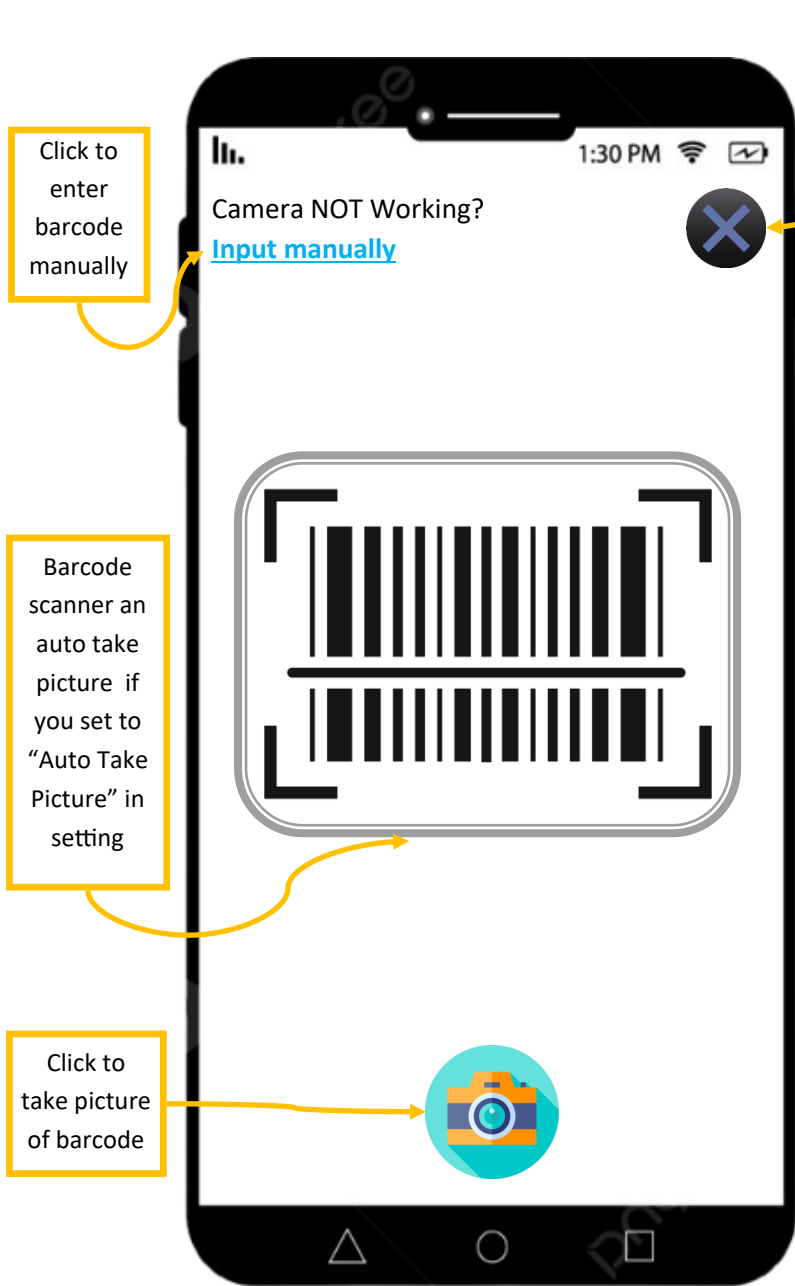 Click to
enter
barcode
manually
1:30 PM
Camera NOT Working?
Input manually
Barcode
scanner an
auto take
picture if
you set to
“Auto Take
Picture” in
setting
Click to
take picture
of barcode